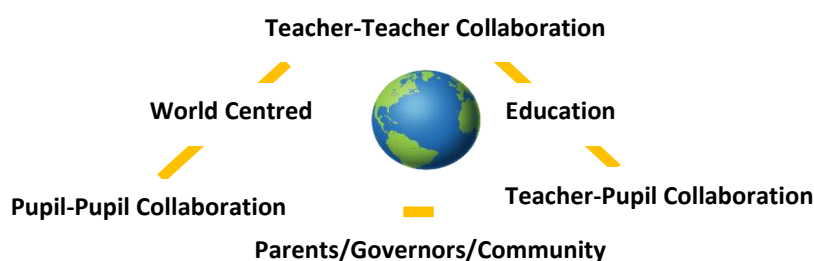 Teacher-Teacher Collaboration
World Centred
Education
Pupil-Pupil Collaboration
Teacher-Pupil Collaboration
Parents/Governors/Community